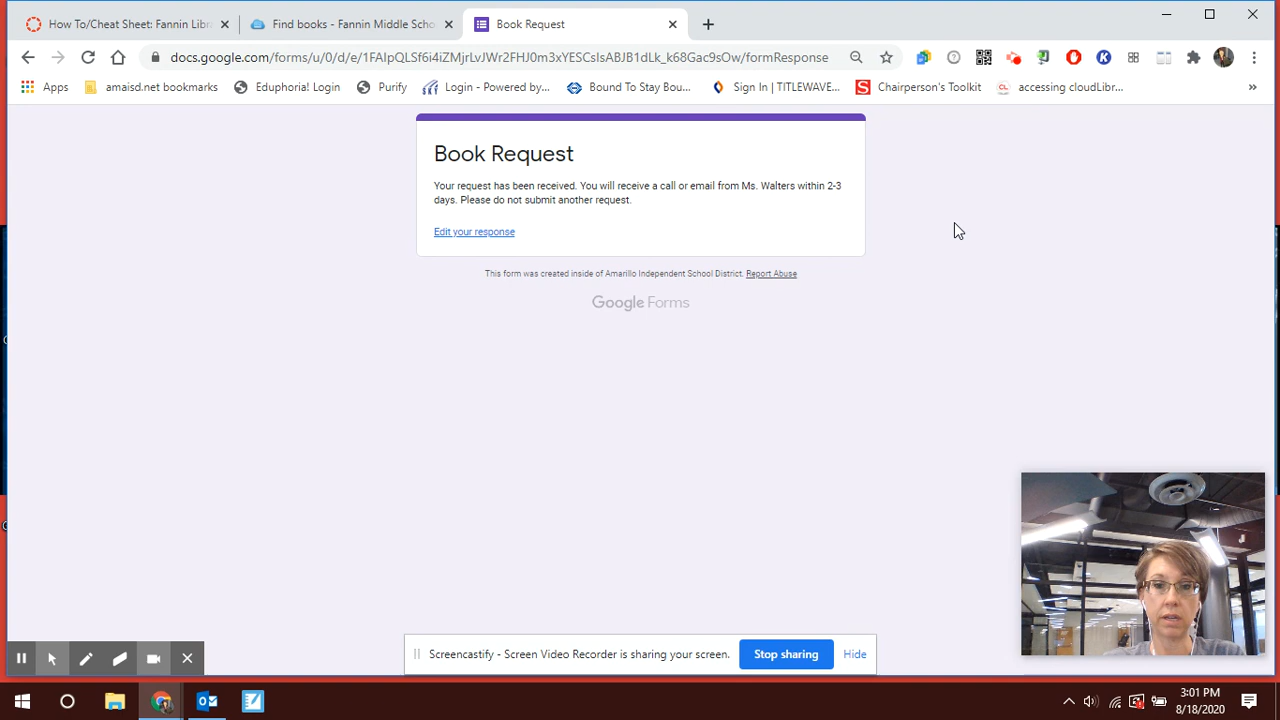 How To/Cheat Sheet: Fannin Libra
Find books - Fannin Middle Scho
Book Request
docs.google.com/forms/u/0/d/e/1FAIpQLSf6i4iZMjrLvJWr2FHJ0m3xYESCsIsABJB1dLk_k68Gac9sOw/formResponse
Apps
amaisd.net bookmarks
Eduphoria! Login
Purify
Login - Powered by...
Bound To Stay Bou...
Sign In | TITLEWAVE...
Chairperson's Toolkit
accessing cloudLibr...
Book Request
Your request has been received. You will receive a call or email from Ms. Walters within 2-3
days. Please do not submit another request.
Edit your response
This form was created inside of Amarillo Independent School District. Report Abuse
Google Forms
Screencastify - Screen Video Recorder is sharing your screen.
Stop sharing
Hide
3:01 PM
8/18/2020